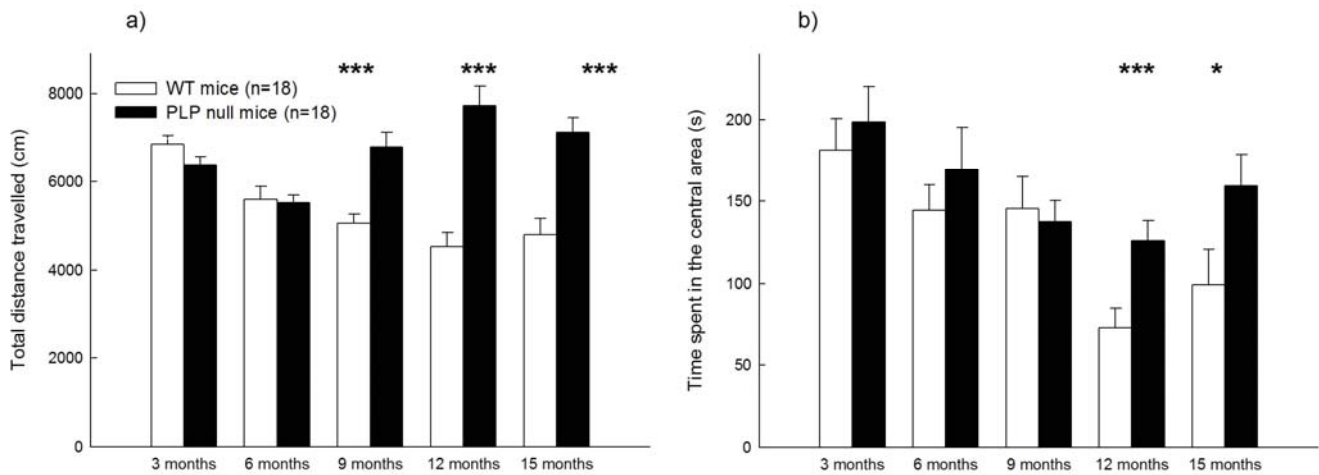 a)
***
***
***
WT mice (n=18)
PLP null mice (n=18)
Total distance travelled (cm)
8000
6000
4000
2000
0
3 months
6 months
9 months
12 months
15 months
b)
***
*
Time spent in the central area (s)
200
150
100
50
0
3 months
6 months
9 months
12 months
15 months